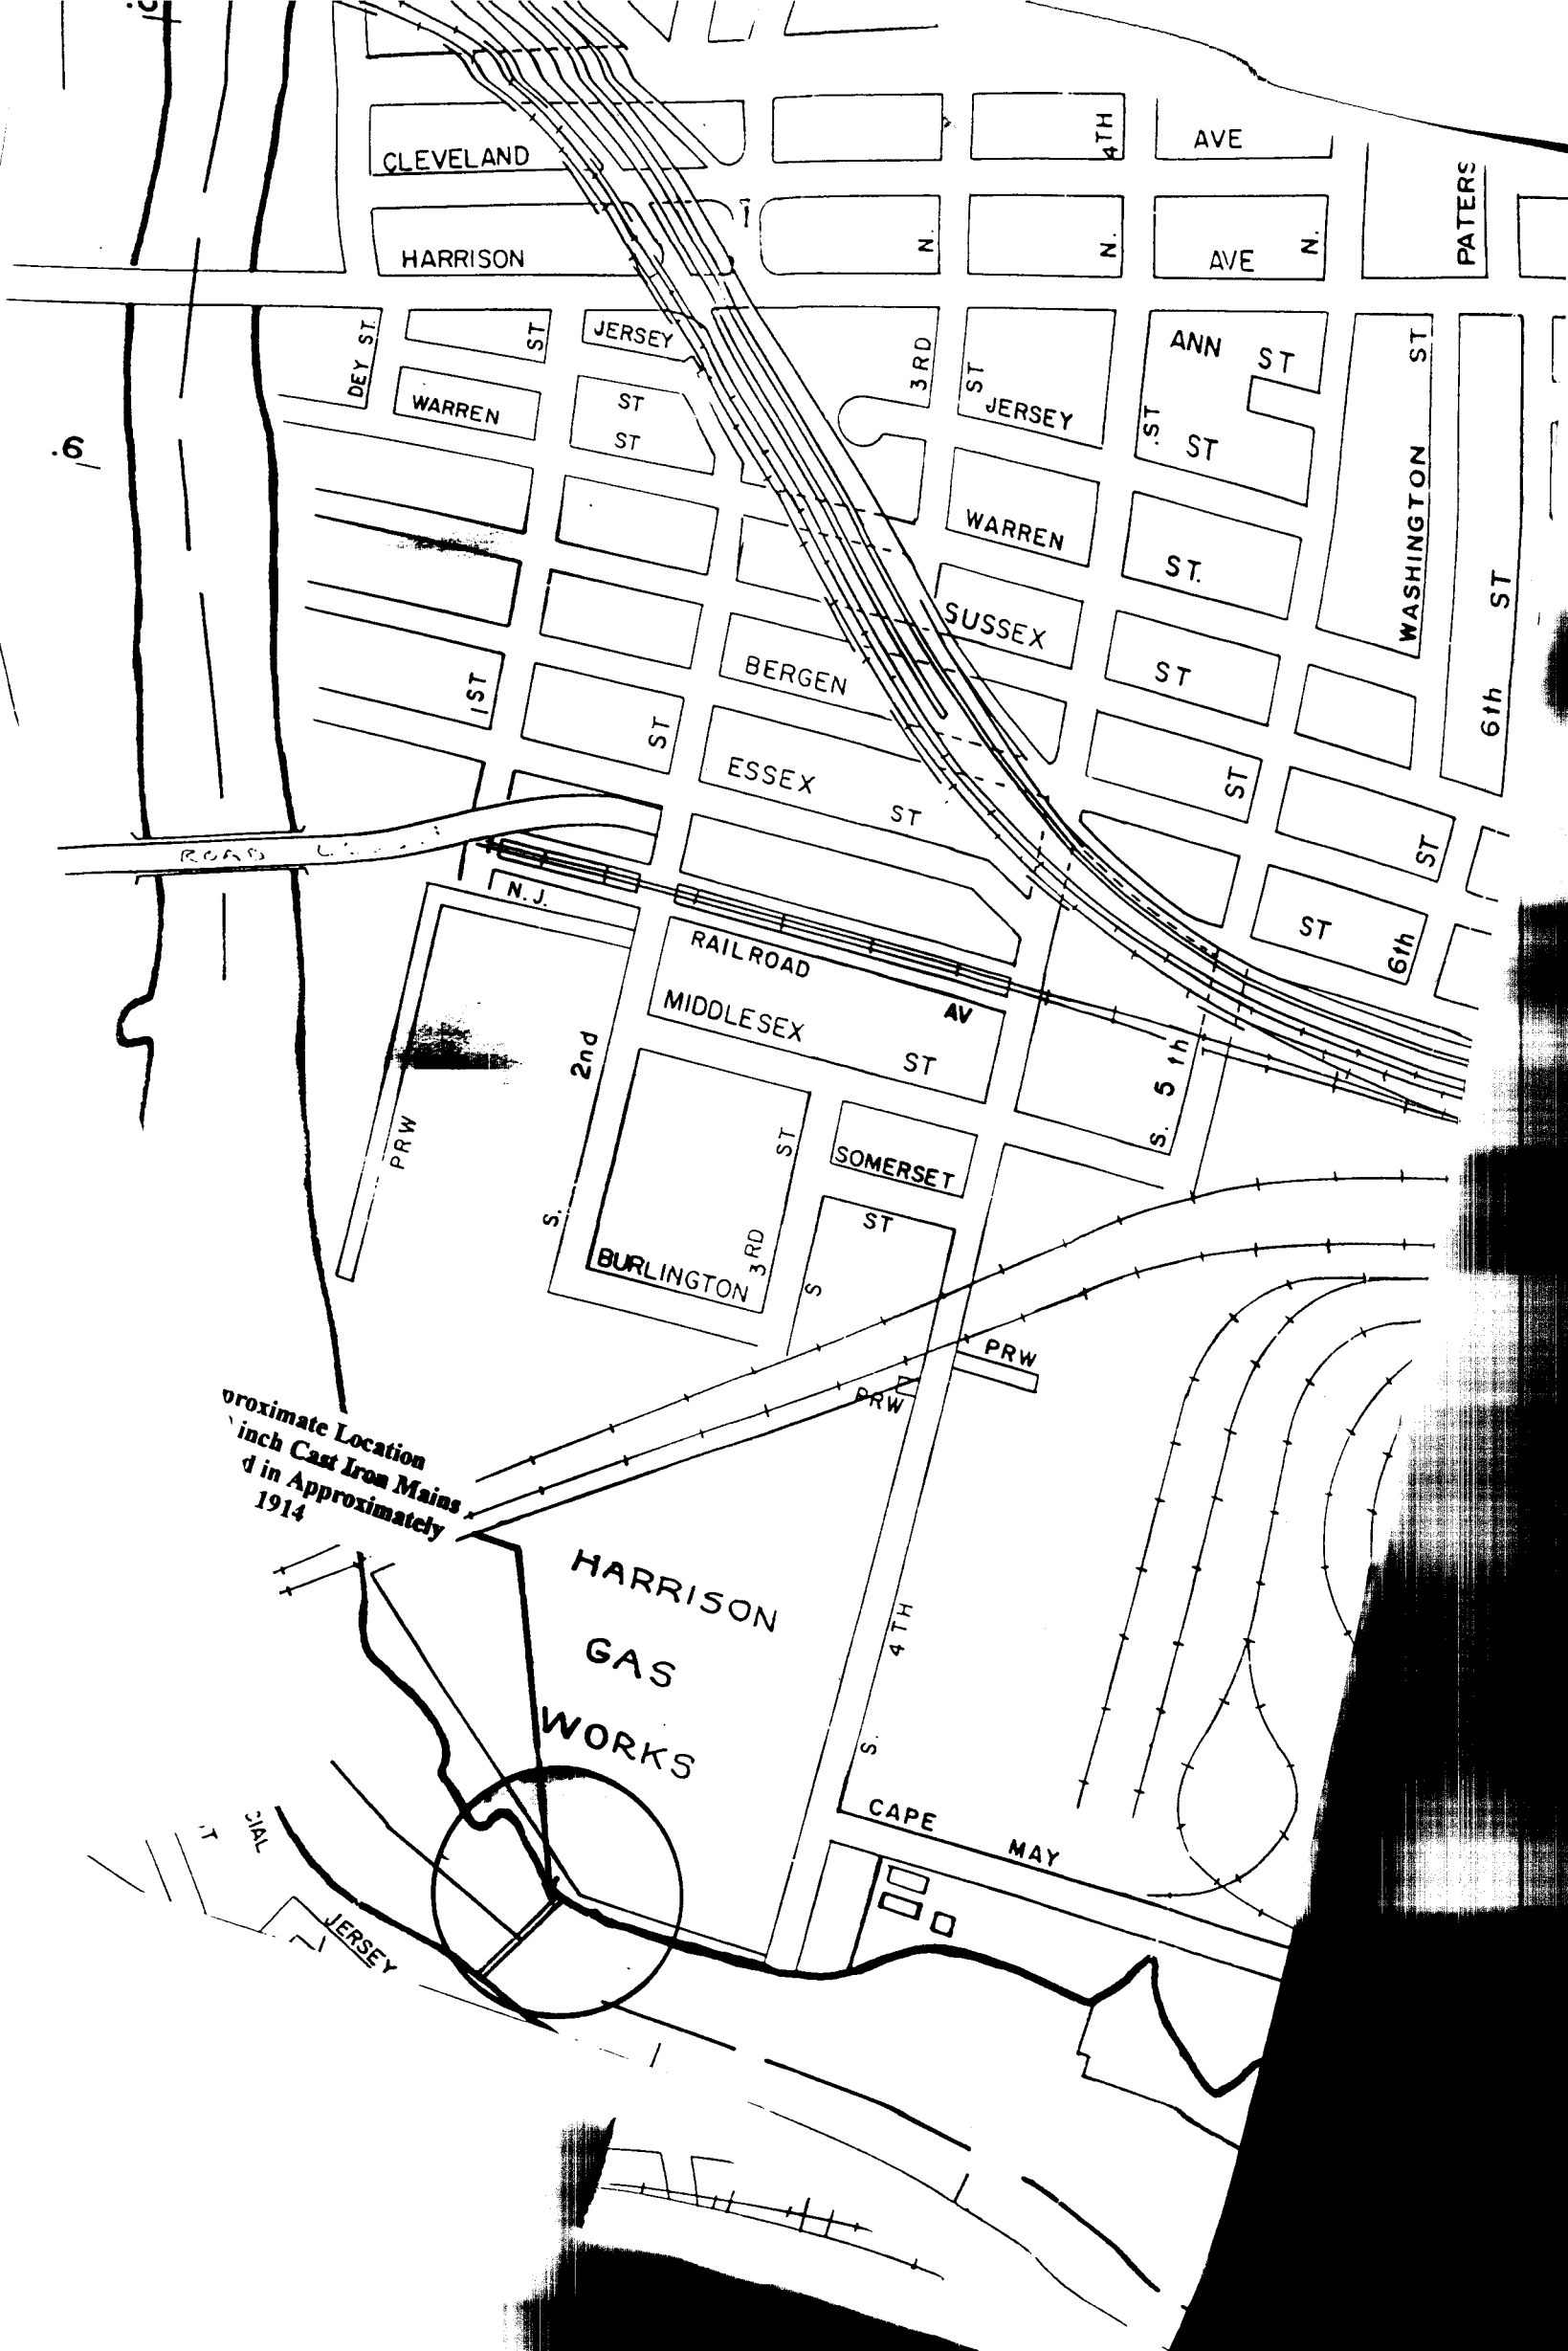 CLEVELAND
AVE
4TH
PATERS
HARRISON
AVE
N.
N.
N.
DEY ST.
ST
JERSEY
3RD
ST
ANN ST
ST
WARREN
ST
ST
JERSEY
.ST
ST
.6
WARREN
ST.
WASHINGTON
6th ST
SUSSEX
ST
BERGEN
1ST
ST
ESSEX
ST
ST
ST
ROAD
N.J.
RAILROAD
AV
ST
6th
MIDDLESEX
ST
2nd
S.
S. 5th
PRW
ST
3RD
SOMERSET
ST
BURLINGTON
S
PRW
PRW
proximate Location
inch Cast Iron Mains
d in Approximately
1914
HARRISON
GAS
WORKS
4TH
S.
CAPE MAY
CIAL
T
JERSEY